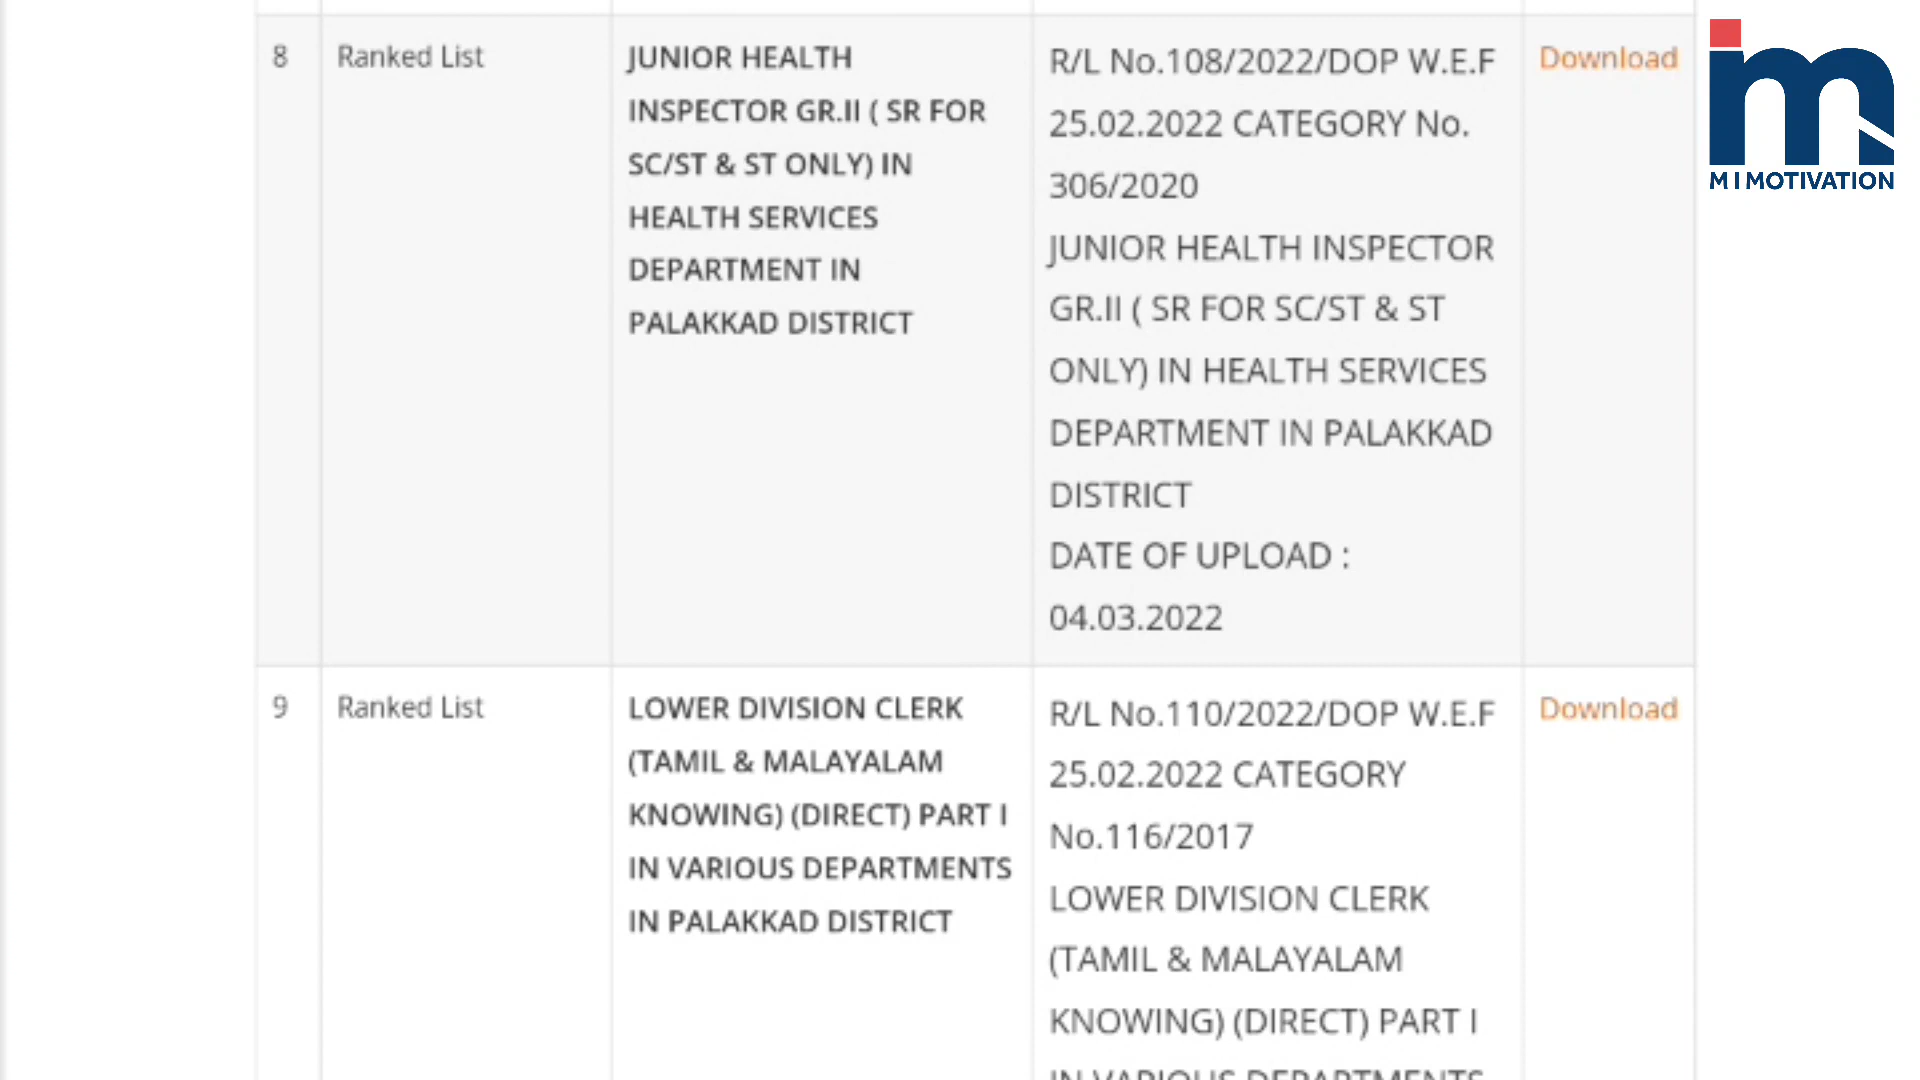 8
Ranked List
JUNIOR HEALTH
INSPECTOR GR.II ( SR FOR
SC/ST & ST ONLY) IN
HEALTH SERVICES
DEPARTMENT IN
PALAKKAD DISTRICT
R/L No.108/2022/DOP W.E.F
25.02.2022 CATEGORY No.
306/2020
JUNIOR HEALTH INSPECTOR
GR.II ( SR FOR SC/ST & ST
ONLY) IN HEALTH SERVICES
DEPARTMENT IN PALAKKAD
DISTRICT
DATE OF UPLOAD :
04.03.2022
Download
9
Ranked List
LOWER DIVISION CLERK
(TAMIL & MALAYALAM
KNOWING) (DIRECT) PART I
IN VARIOUS DEPARTMENTS
IN PALAKKAD DISTRICT
R/L No.110/2022/DOP W.E.F
25.02.2022 CATEGORY
No.116/2017
LOWER DIVISION CLERK
(TAMIL & MALAYALAM
KNOWING) (DIRECT) PART I
IN VARIOUS DEPARTMENTS
Download
im
M I MOTIVATION